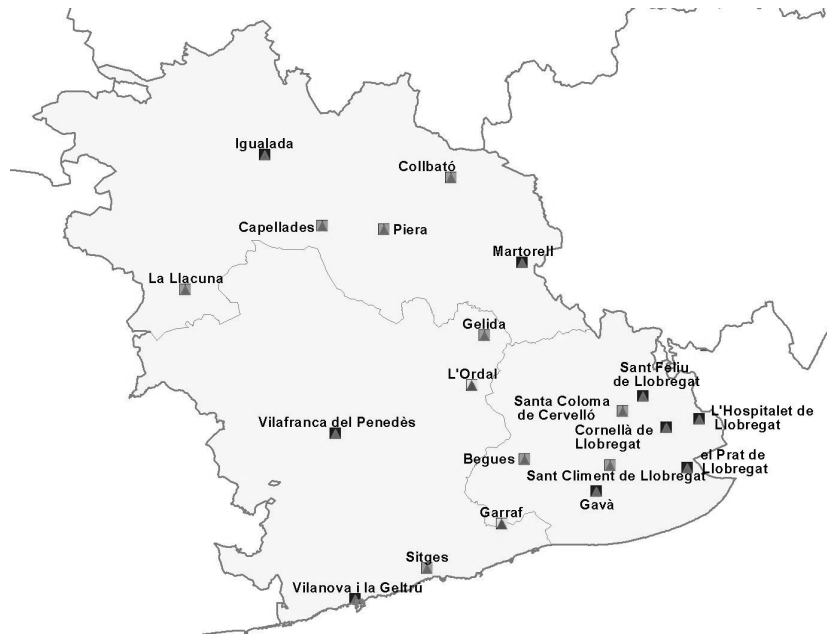 Igualada
Collbató
Capellades
Piera
Martorell
La Llacuna
Gelida
L'Ordal
Sant Feliu
de Llobregat
Santa Coloma
de Cervelló
L'Hospitalet de
Llobregat
Cornellà de
Llobregat
Vilafranca del Penedès
Begues
el Prat de
Llobregat
Sant Climent de Llobregat
Gavà
Garraf
Sitges
Vilanova i la Geltrú